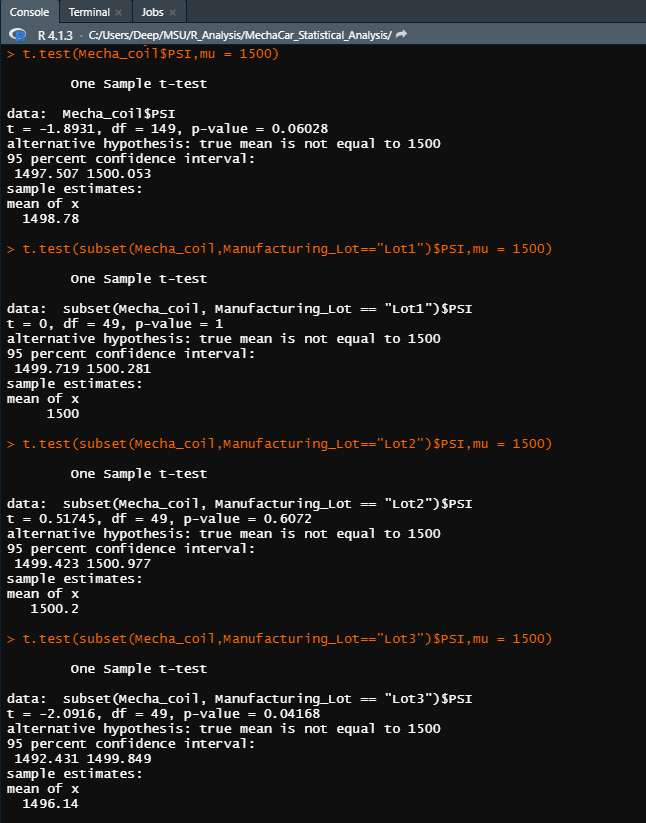 Console Terminal Jobs
R 4.1.3 · C:/Users/Deep/MSU/R_Analysis/MechaCar_Statistical_Analysis/
> t.test(Mecha_coil$PSI,mu = 1500)
One Sample t-test
data:  Mecha_coil$PSI
t = -1.8931, df = 149, p-value = 0.06028
alternative hypothesis: true mean is not equal to 1500
95 percent confidence interval:
1497.507 1500.053
sample estimates:
mean of x
1498.78
> t.test(subset(Mecha_coil,Manufacturing_Lot=="Lot1")$PSI,mu = 1500)
One Sample t-test
data:  subset(Mecha_coil, Manufacturing_Lot == "Lot1")$PSI
t = 0, df = 49, p-value = 1
alternative hypothesis: true mean is not equal to 1500
95 percent confidence interval:
1499.719 1500.281
sample estimates:
mean of x
1500
> t.test(subset(Mecha_coil,Manufacturing_Lot=="Lot2")$PSI,mu = 1500)
One Sample t-test
data:  subset(Mecha_coil, Manufacturing_Lot == "Lot2")$PSI
t = 0.51745, df = 49, p-value = 0.6072
alternative hypothesis: true mean is not equal to 1500
95 percent confidence interval:
1499.423 1500.977
sample estimates:
mean of x
1500.2
> t.test(subset(Mecha_coil,Manufacturing_Lot=="Lot3")$PSI,mu = 1500)
One Sample t-test
data:  subset(Mecha_coil, Manufacturing_Lot == "Lot3")$PSI
t = -2.0916, df = 49, p-value = 0.04168
alternative hypothesis: true mean is not equal to 1500
95 percent confidence interval:
1492.431 1499.849
sample estimates:
mean of x
1496.14